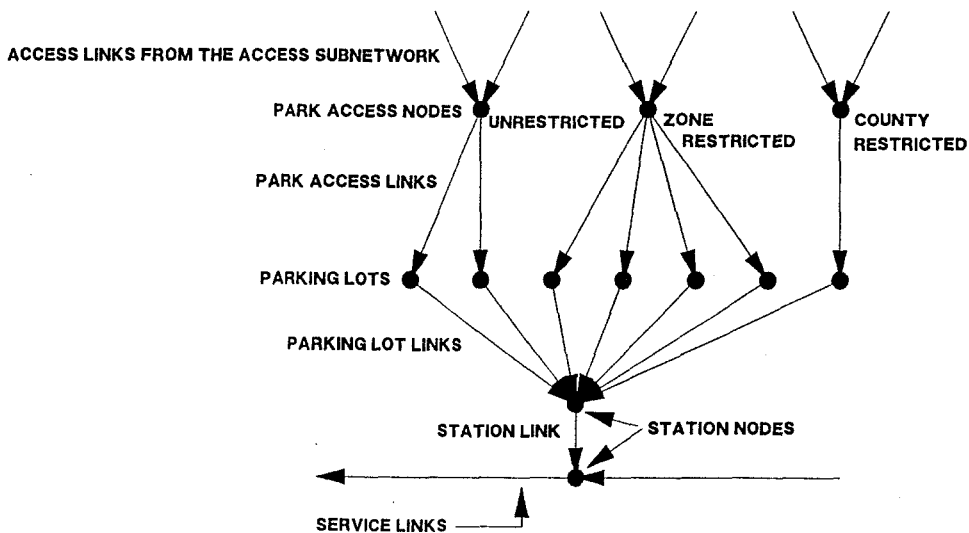 ACCESS LINKS FROM THE ACCESS SUBNETWORK
PARK ACCESS NODES
UNRESTRICTED
ZONE
RESTRICTED
COUNTY
RESTRICTED
PARK ACCESS LINKS
PARKING LOTS
PARKING LOT LINKS
STATION LINK
STATION NODES
SERVICE LINKS